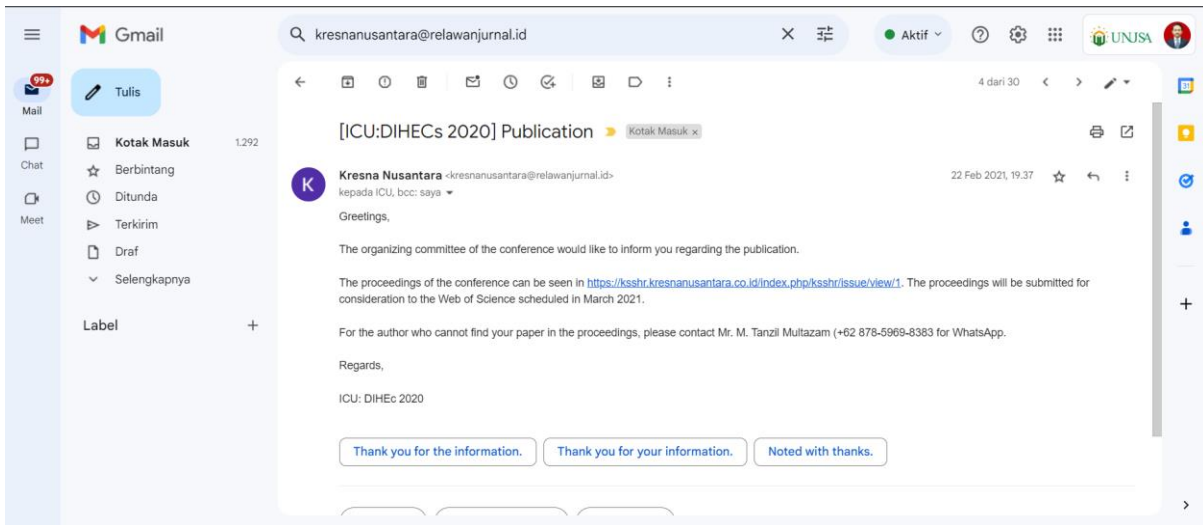 Gmail
kresnanusantara@relawanjurnal.id
Aktif
UNJSA
99+
Mail
Chat
Meet
Tulis
Kotak Masuk 1.292
Berbintang
Ditunda
Terkirim
Draf
Selengkapnya
Label
4 dari 30
31
[ICU:DIHECs 2020] Publication Kotak Masuk x
K
Kresna Nusantara <kresnanusantara@relawanjurnal.id> 22 Feb 2021, 19.37
kepada ICU, bcc: saya
Greetings,
The organizing committee of the conference would like to inform you regarding the publication.
The proceedings of the conference can be seen in https://ksshr.kresnanusantara.co.id/index.php/ksshr/issue/view/1. The proceedings will be submitted for
consideration to the Web of Science scheduled in March 2021.
For the author who cannot find your paper in the proceedings, please contact Mr. M. Tanzil Multazam (+62 878-5969-8383 for WhatsApp.
Regards,
ICU: DIHEc 2020
Thank you for the information. Thank you for your information. Noted with thanks.